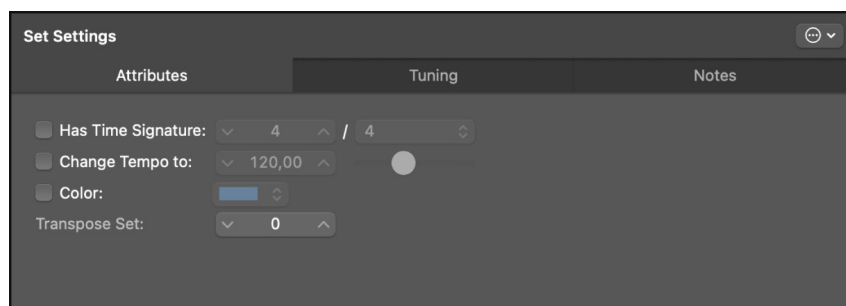 Set Settings
Attributes Tuning Notes
Has Time Signature: 4 / 4
Change Tempo to: 120,00
Color:
Transpose Set: 0